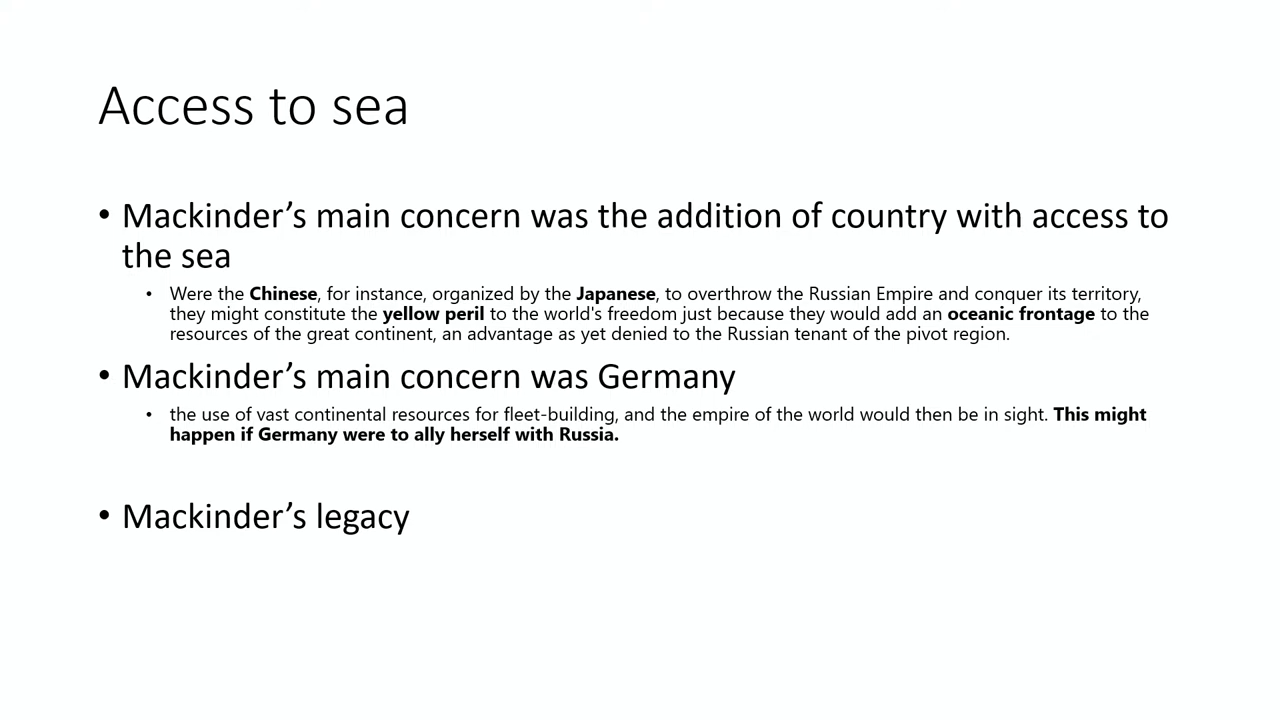 Access to sea
• Mackinder’s main concern was the addition of country with access to
the sea
• Were the Chinese, for instance, organized by the Japanese, to overthrow the Russian Empire and conquer its territory,
they might constitute the yellow peril to the world's freedom just because they would add an oceanic frontage to the
resources of the great continent, an advantage as yet denied to the Russian tenant of the pivot region.
• Mackinder’s main concern was Germany
• the use of vast continental resources for fleet-building, and the empire of the world would then be in sight. This might
happen if Germany were to ally herself with Russia.
• Mackinder’s legacy